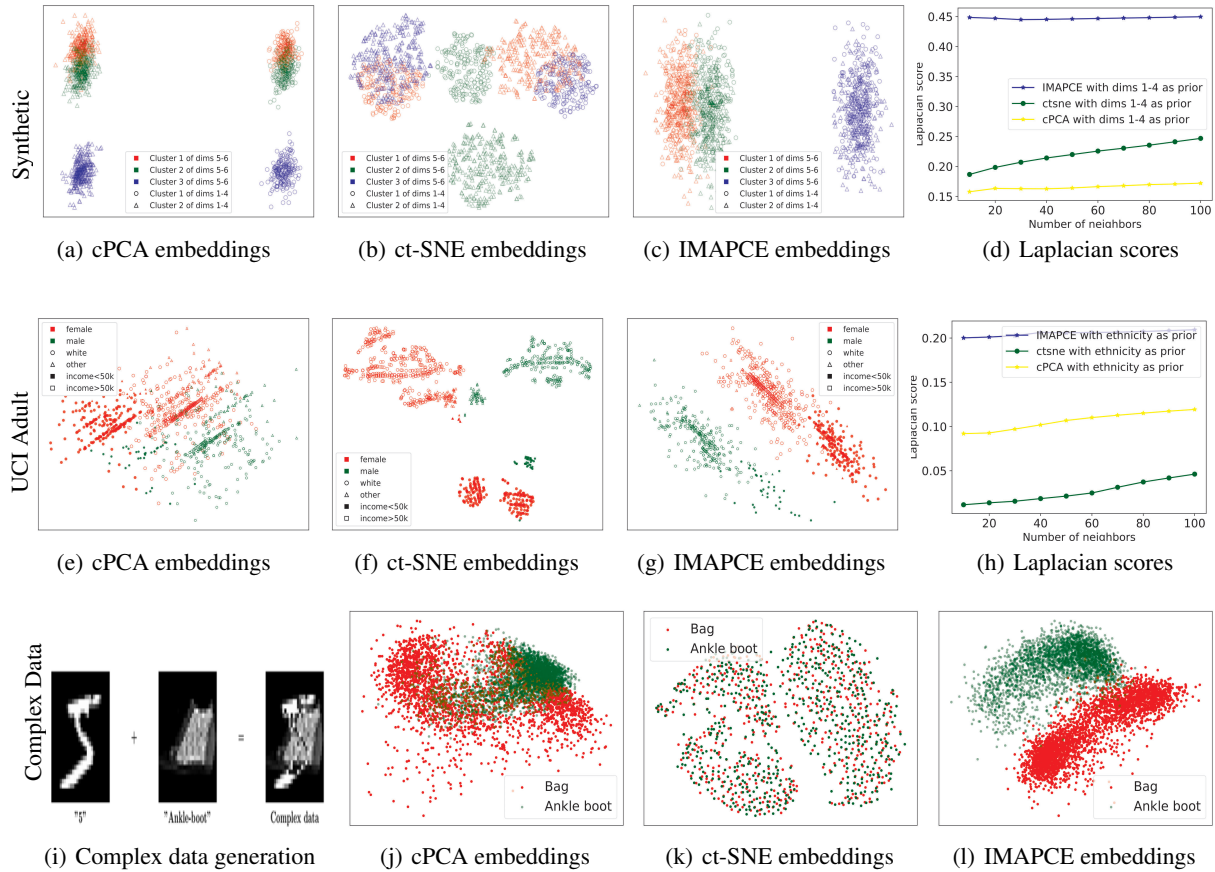 Synthetic
Cluster 1 of dims 5-6
Cluster 2 of dims 5-6
Cluster 3 of dims 5-6
Cluster 1 of dims 1-4
Cluster 2 of dims 1-4
(a) cPCA embeddings
Cluster 1 of dims 5-6
Cluster 2 of dims 5-6
Cluster 3 of dims 5-6
Cluster 1 of dims 1-4
Cluster 2 of dims 1-4
(b) ct-SNE embeddings
Cluster 1 of dims 5-6
Cluster 2 of dims 5-6
Cluster 3 of dims 5-6
Cluster 1 of dims 1-4
Cluster 2 of dims 1-4
(c) IMAPCE embeddings
Laplacian score
0.45
0.40
0.35
0.30
0.25
0.20
0.15
IMAPCE with dims 1-4 as prior
ctsne with dims 1-4 as prior
cPCA with dims 1-4 as prior
20 40 60 80 100
Number of neighbors
(d) Laplacian scores
UCI Adult
female
male
white
other
income<50k
income>50k
(e) cPCA embeddings
female
male
white
other
income<50k
income>50k
(f) ct-SNE embeddings
female
male
white
other
income<50k
income>50k
(g) IMAPCE embeddings
Laplacian score
0.20
0.15
0.10
0.05
IMAPCE with ethnicity as prior
ctsne with ethnicity as prior
cPCA with ethnicity as prior
20 40 60 80 100
Number of neighbors
(h) Laplacian scores
Complex Data
+ =
"5" "Ankle-boot" Complex data
(i) Complex data generation
Bag
Ankle boot
(j) cPCA embeddings
Bag
Ankle boot
(k) ct-SNE embeddings
Bag
Ankle boot
(l) IMAPCE embeddings